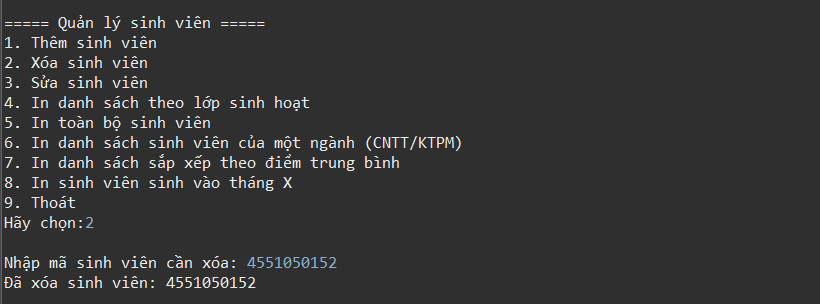 ===== Quản lý sinh viên =====
1. Thêm sinh viên
2. Xóa sinh viên
3. Sửa sinh viên
4. In danh sách theo lớp sinh hoạt
5. In toàn bộ sinh viên
6. In danh sách sinh viên của một ngành (CNTT/KTPM)
7. In danh sách sắp xếp theo điểm trung bình
8. In sinh viên sinh vào tháng X
9. Thoát
Hãy chọn:2
Nhập mã sinh viên cần xóa: 4551050152
Đã xóa sinh viên: 4551050152